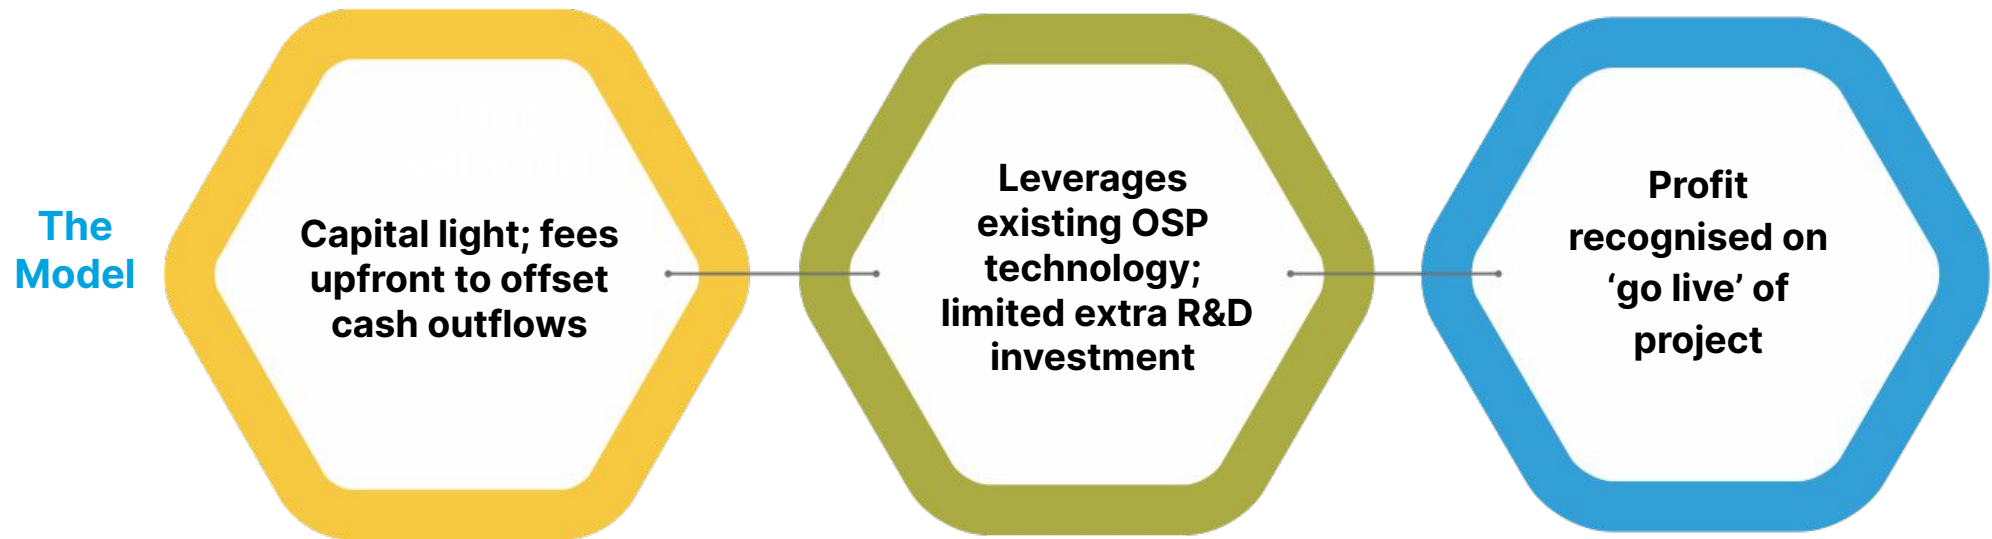 The
Model
Capital light; fees
upfront to offset
cash outflows
Leverages
existing OSP
technology;
limited extra R&D
investment
Profit
recognised on
‘go live’ of
project